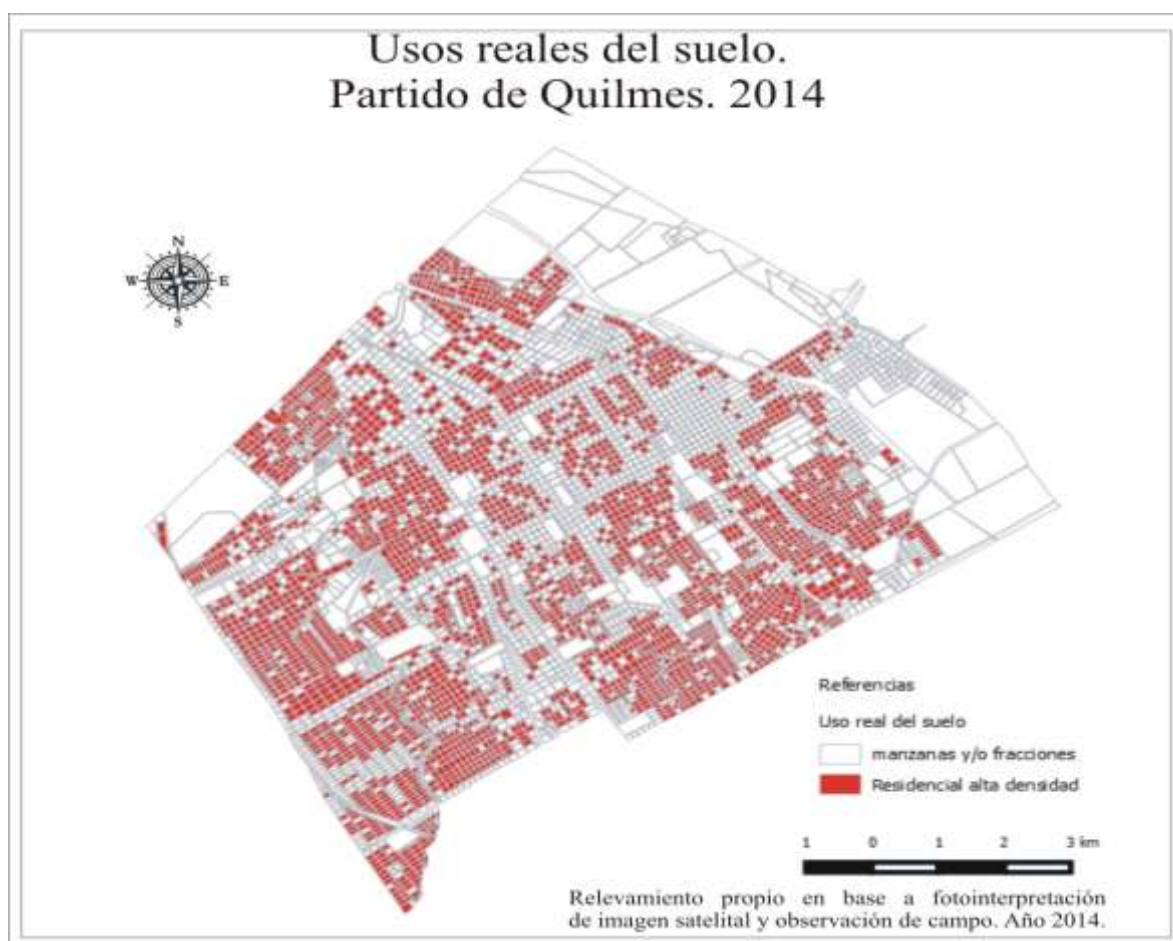 Usos reales del suelo.
Partido de Quilmes. 2014
N
W E
S
Referencias
Uso real del suelo
manzanas y/o fracciones
Residencial alta densidad
1 0 1 2 3 km
Relevamiento propio en base a fotointerpretación
de imagen satelital y observación de campo. Año 2014.